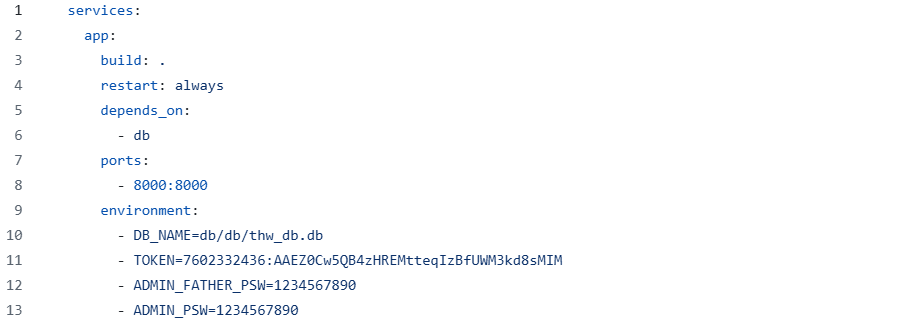 1 services:
2 app:
3 build: .
4 restart: always
5 depends_on:
6 - db
7 ports:
8 - 8000:8000
9 environment:
10 - DB_NAME=db/db/thw_db.db
11 - TOKEN=7602332436:AAEZ0Cw5QB4zHREMtteqIzBfUWM3kd8sMIM
12 - ADMIN_FATHER_PSW=1234567890
13 - ADMIN_PSW=1234567890